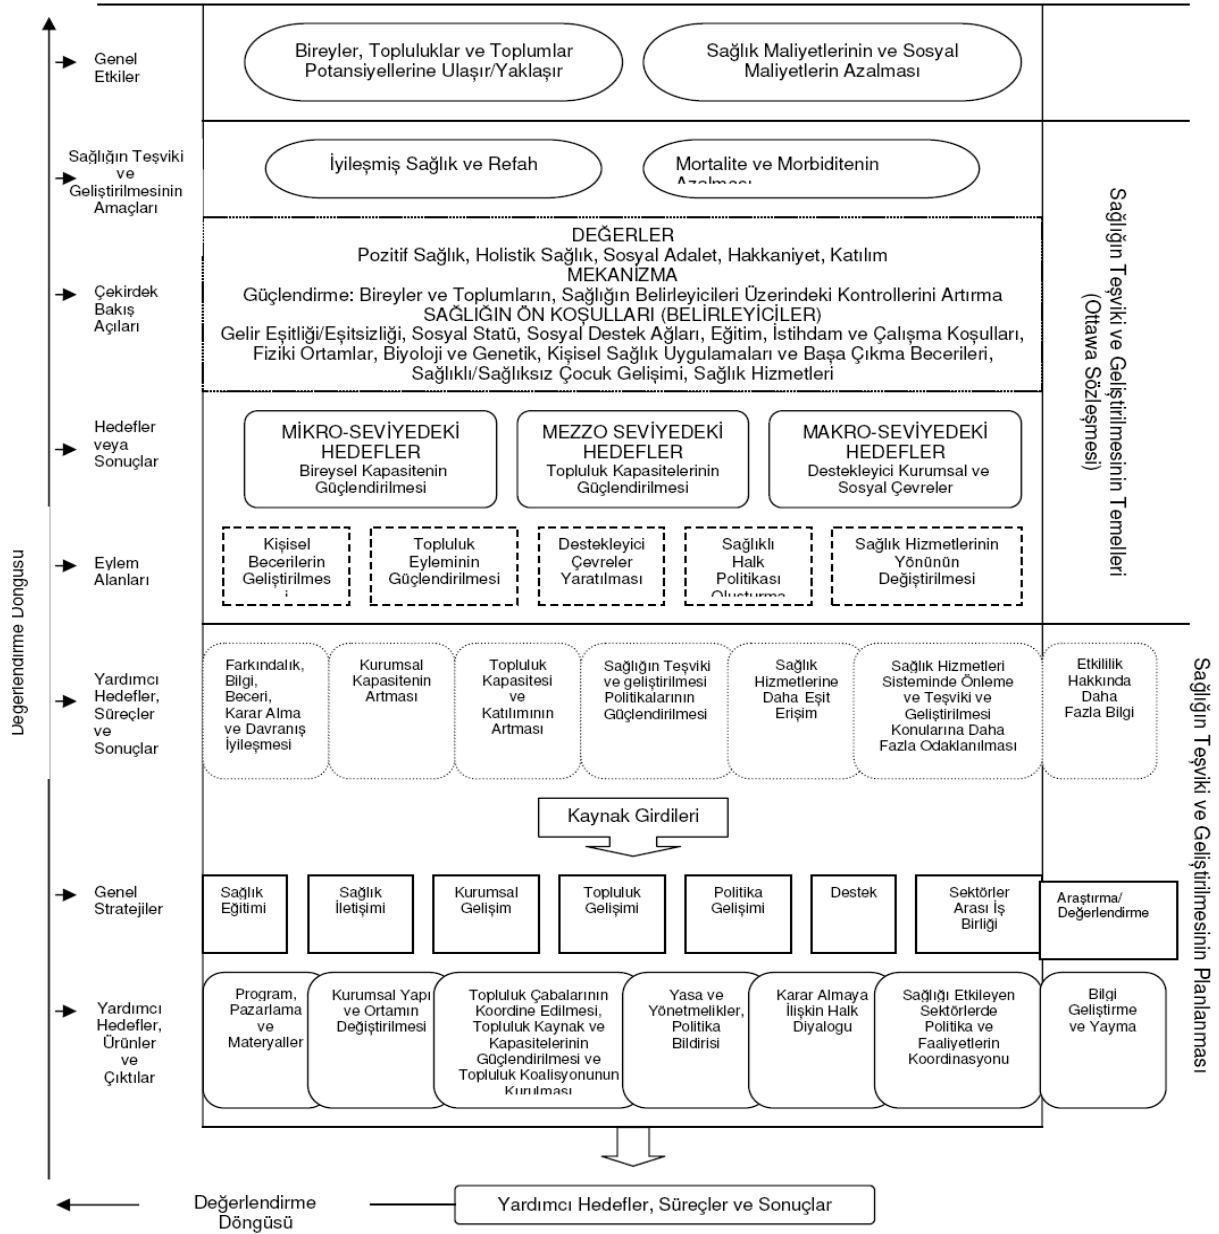 Genel
Etkiler
Bireyler, Topluluklar ve Toplumlar
Potansiyellerine Ulaşır/Yaklaşır
Sağlık Maliyetlerinin ve Sosyal
Maliyetlerin Azalması
Sağlığın Teşviki
ve
Geliştirilmesinin
Amaçları
İyileşmiş Sağlık ve Refah
Mortalite ve Morbiditenin
Azalması
Çekirdek
Bakış
Açıları
DEĞERLER
Pozitif Sağlık, Holistik Sağlık, Sosyal Adalet, Hakkaniyet, Katılım
MEKANİZMA
Güçlendirme: Bireyler ve Toplumların, Sağlığın Belirleyicileri Üzerindeki Kontrollerini Artırma
SAĞLIĞIN ÖN KOŞULLARI (BELİRLEYİCİLER)
Gelir Eşitliği/Eşitsizliği, Sosyal Statü, Sosyal Destek Ağları, Eğitim, İstihdam ve Çalışma Koşulları,
Fiziki Ortamlar, Biyoloji ve Genetik, Kişisel Sağlık Uygulamaları ve Başa Çıkma Becerileri,
Sağlıklı/Sağlıksız Çocuk Gelişimi, Sağlık Hizmetleri
Hedefler
veya
Sonuçlar
MİKRO-SEVİYEDEKİ
HEDEFLER
Bireysel Kapasitenin
Güçlendirilmesi
MEZZO SEVİYEDEKİ
HEDEFLER
Topluluk Kapasitelerinin
Güçlendirilmesi
MAKRO-SEVİYEDEKİ
HEDEFLER
Destekleyici Kurumsal ve
Sosyal Çevreler
Eylem
Alanları
Kişisel
Becerilerin
Geliştirilmes
i
Topluluk
Eyleminin
Güçlendirilmesi
Destekleyici
Çevreler
Yaratılması
Sağlıklı
Halk
Politikası
Oluşturma
Sağlık Hizmetlerinin
Yönünün
Değiştirilmesi
Sağlığın Teşviki ve Geliştirilmesinin Temelleri
(Ottawa Sözleşmesi)
Değerlendirme Döngüsü
Yardımcı
Hedefler,
Süreçler
ve
Sonuçlar
Farkındalık,
Bilgi,
Beceri,
Karar Alma
ve Davranış
İyileşmesi
Kurumsal
Kapasitenin
Artması
Topluluk
Kapasitesi
ve
Katılımının
Artması
Sağlığın Teşviki
ve geliştirilmesi
Politikalarının
Güçlendirilmesi
Sağlık
Hizmetlerine
Daha Eşit
Erişim
Sağlık Hizmetleri
Sisteminde Önleme
ve Teşviki ve
Geliştirilmesi
Konularına Daha
Fazla Odaklanılması
Etkililik
Hakkında
Daha
Fazla Bilgi
Kaynak Girdileri
Genel
Stratejiler
Sağlık
Eğitimi
Sağlık
İletişimi
Kurumsal
Gelişim
Topluluk
Gelişimi
Politika
Gelişimi
Destek
Sektörler
Arası İş
Birliği
Araştırma/
Değerlendirme
Yardımcı
Hedefler,
Ürünler
ve
Çıktılar
Program,
Pazarlama
ve
Materyaller
Kurumsal Yapı
ve Ortamın
Değiştirilmesi
Topluluk Çabalarının
Koordine Edilmesi,
Topluluk Kaynak ve
Kapasitelerinin
Güçlendirilmesi ve
Topluluk Koalisyonunun
Kurulması
Yasa ve
Yönetmelikler,
Politika
Bildirisi
Karar Almaya
İlişkin Halk
Diyalogu
Sağlığı Etkileyen
Sektörlerde
Politika ve
Faaliyetlerin
Koordinasyonu
Bilgi
Geliştirme
ve Yayma
Sağlığın Teşviki ve Geliştirilmesinin Planlanması
Değerlendirme
Döngüsü
Yardımcı Hedefler, Süreçler ve Sonuçlar